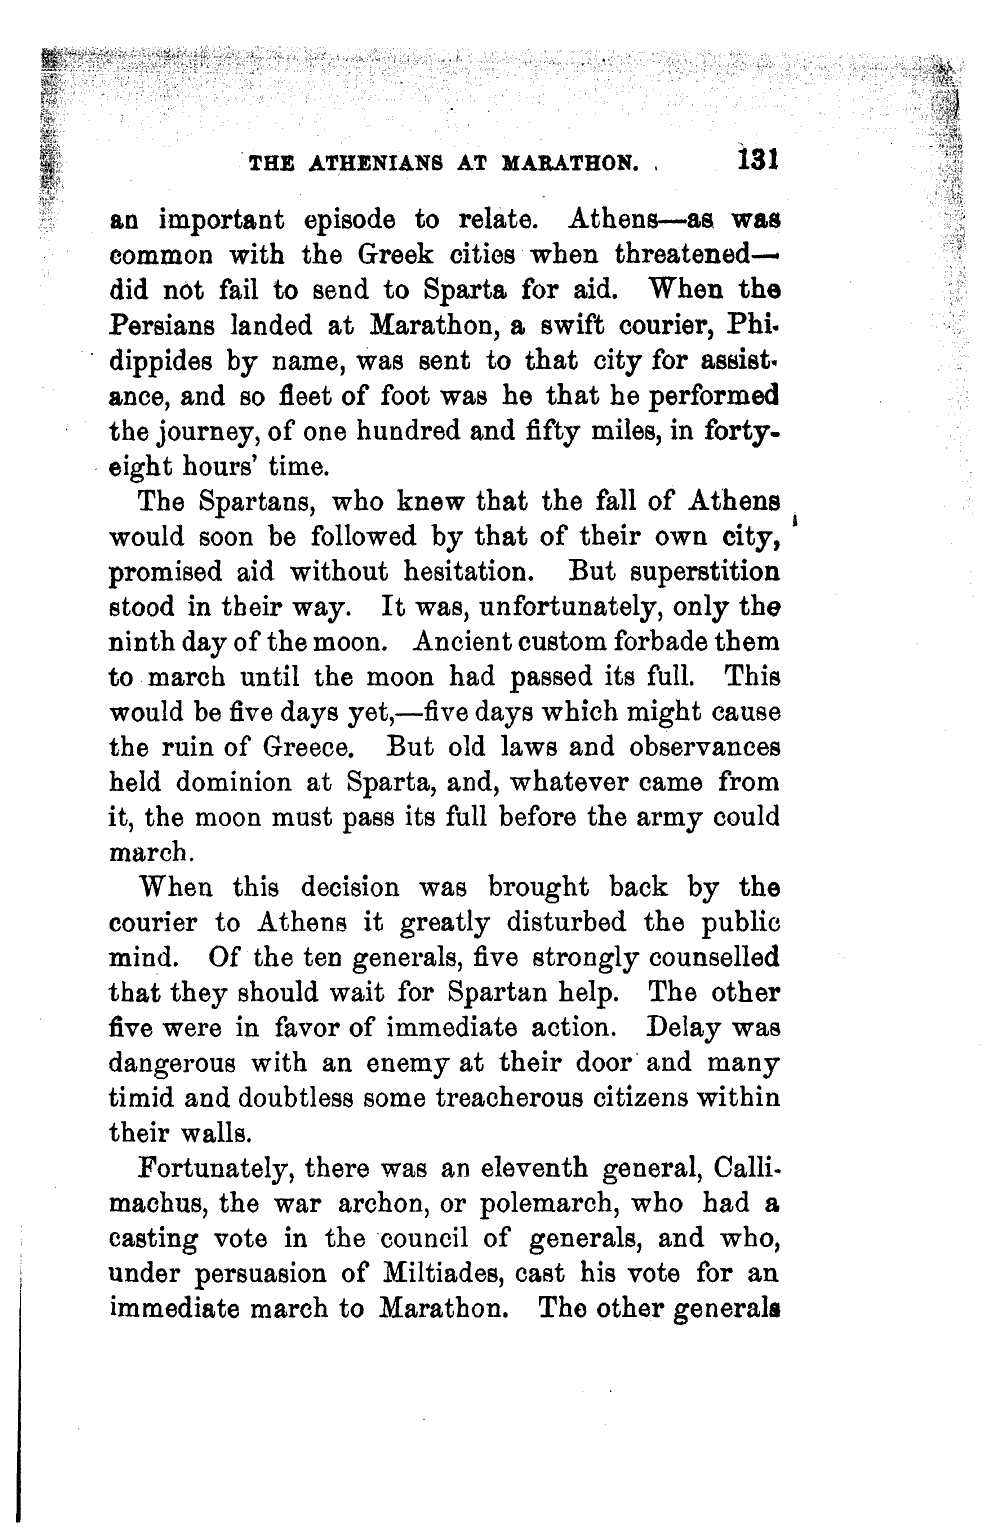 THE ATHENIANS AT MARATHON. 131
an important episode to relate. Athens—as was
common with the Greek cities when threatened—
did not fail to send to Sparta for aid. When the
Persians landed at Marathon, a swift courier, Phi-
dippides by name, was sent to that city for assist-
ance, and so fleet of foot was he that he performed
the journey, of one hundred and fifty miles, in forty-
eight hours' time.
The Spartans, who knew that the fall of Athens
would soon be followed by that of their own city,
promised aid without hesitation. But superstition
stood in their way. It was, unfortunately, only the
ninth day of the moon. Ancient custom forbade them
to march until the moon had passed its full. This
would be five days yet,—five days which might cause
the ruin of Greece. But old laws and observances
held dominion at Sparta, and, whatever came from
it, the moon must pass its full before the army could
march.
When this decision was brought back by the
courier to Athens it greatly disturbed the public
mind. Of the ten generals, five strongly counselled
that they should wait for Spartan help. The other
five were in favor of immediate action. Delay was
dangerous with an enemy at their door and many
timid and doubtless some treacherous citizens within
their walls.
Fortunately, there was an eleventh general, Calli-
machus, the war archon, or polemarch, who had a
casting vote in the council of generals, and who,
under persuasion of Miltiades, cast his vote for an
immediate march to Marathon. The other generals